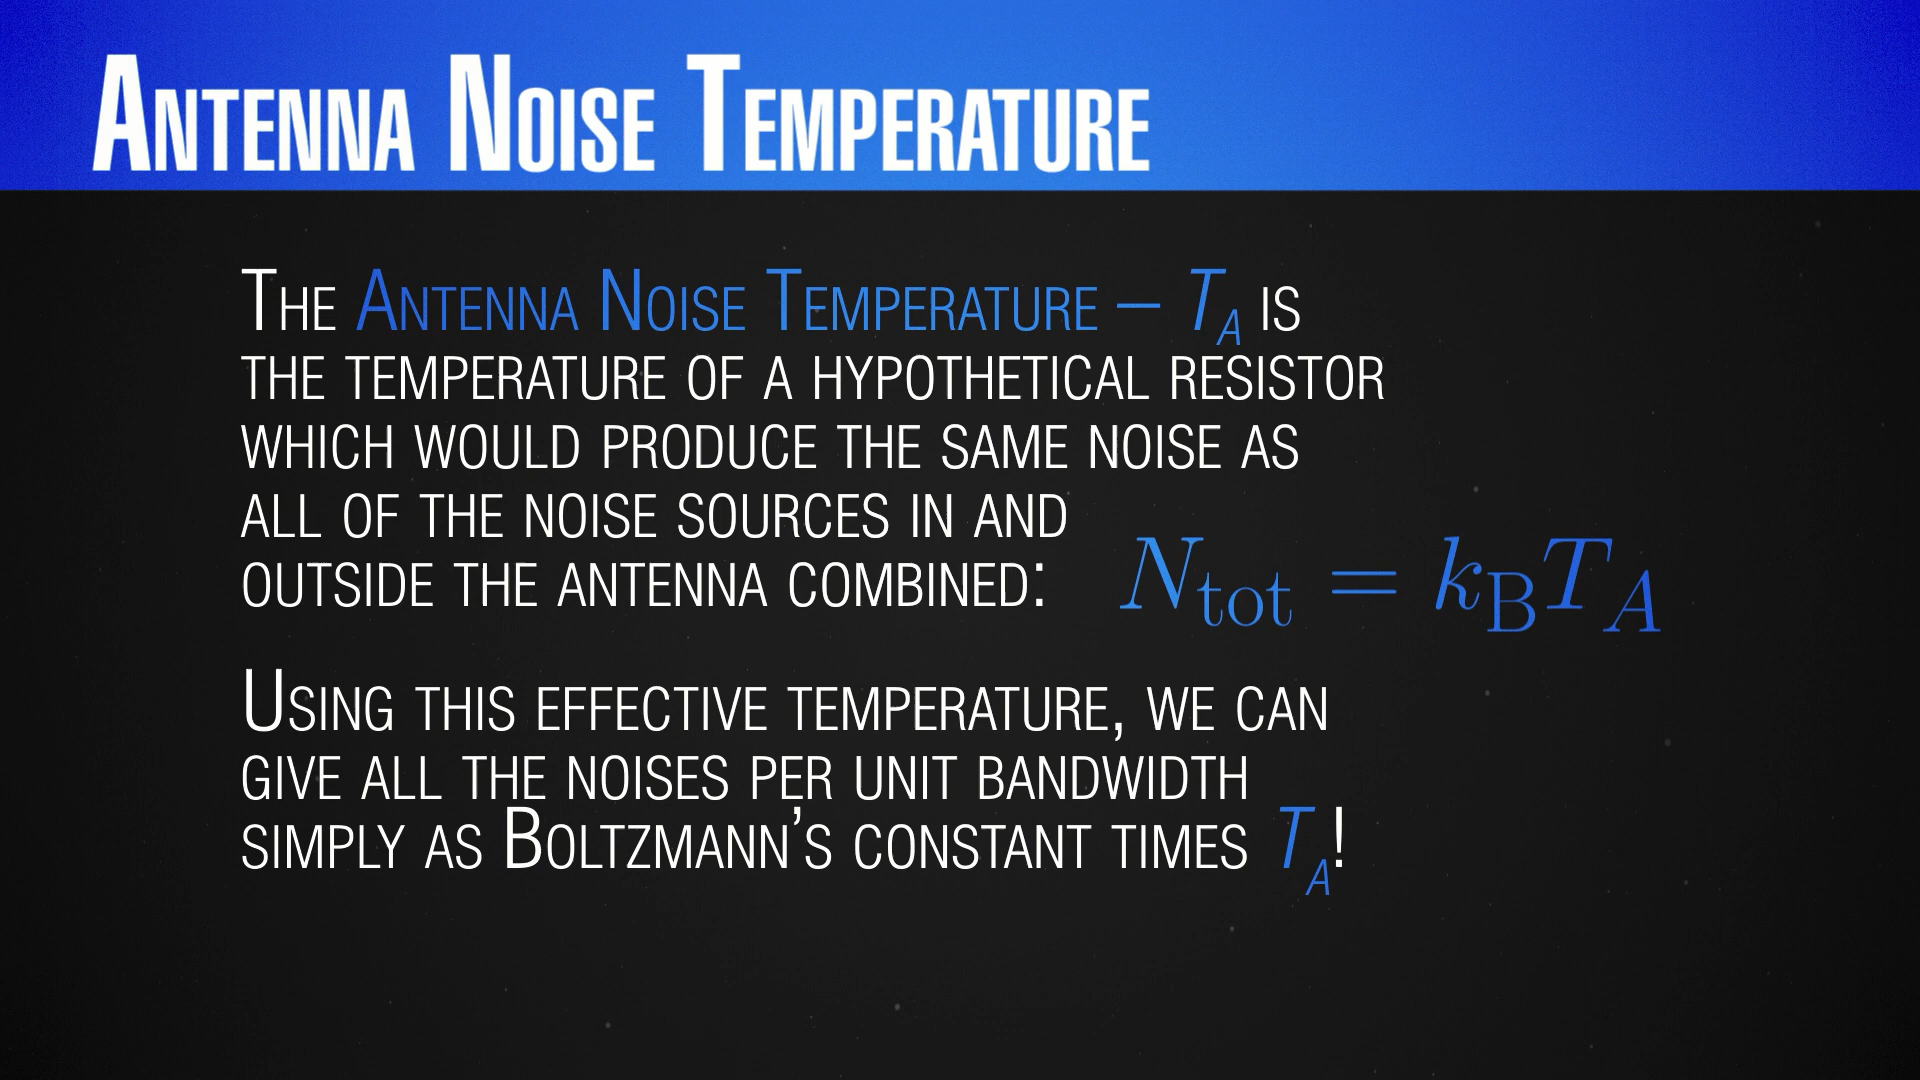 Antenna Noise Temperature
The Antenna Noise Temperature – T_A is
the temperature of a hypothetical resistor
which would produce the same noise as
all of the noise sources in and
outside the antenna combined: N_tot = k_B T_A
Using this effective temperature, we can
give all the noises per unit bandwidth
simply as Boltzmann's constant times T_A!